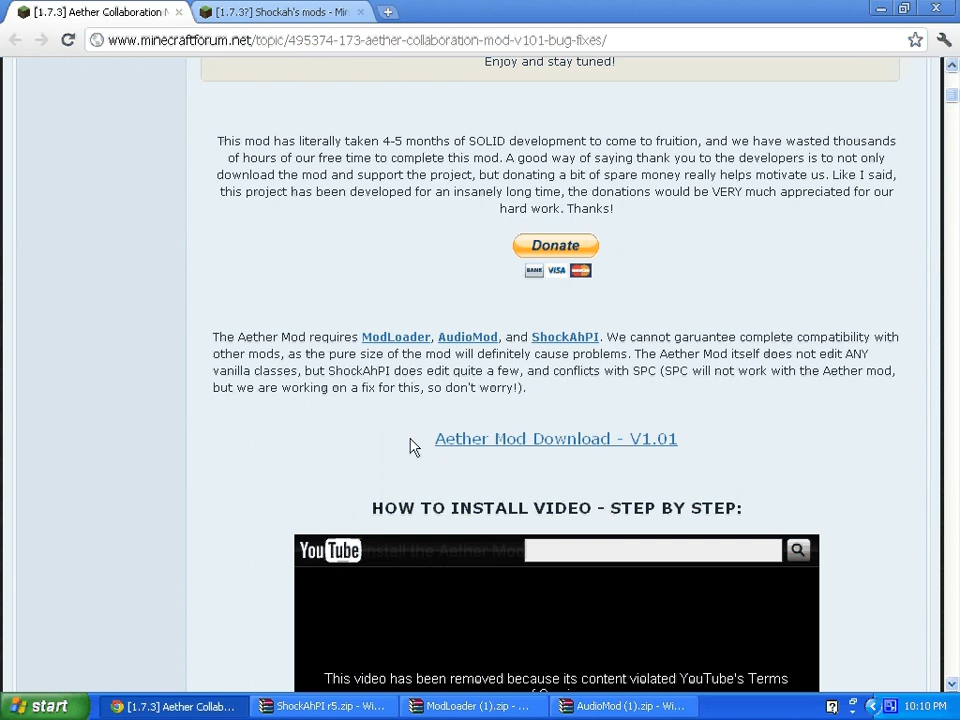 [1.7.3] Aether Collaboration
[1.7.3?] Shockah's mods - Mi
www.minecraftforum.net/topic/495374-173-aether-collaboration-mod-v101-bug-fixes/
Enjoy and stay tuned!
This mod has literally taken 4-5 months of SOLID development to come to fruition, and we have wasted thousands
of hours of our free time to complete this mod. A good way of saying thank you to the developers is to not only
download the mod and support the project, but donating a bit of spare money really helps motivate us. Like I said,
this project has been developed for an insanely long time, the donations would be VERY much appreciated for our
hard work. Thanks!
Donate
BANK VISA
The Aether Mod requires ModLoader, AudioMod, and ShockAhPI. We cannot garuantee complete compatibility with
other mods, as the pure size of the mod will definitely cause problems. The Aether Mod itself does not edit ANY
vanilla classes, but ShockAhPI does edit quite a few, and conflicts with SPC (SPC will not work with the Aether mod,
but we are working on a fix for this, so don't worry!).
Aether Mod Download - V1.01
HOW TO INSTALL VIDEO - STEP BY STEP:
YouTube nstall the Aether Mo
This video has been removed because its content violated YouTube's Terms
start
[1.7.3] Aether Collab...
ShockAhPI r5.zip - Wi...
ModLoader (1).zip - ...
AudioMod (1).zip - Wi...
10:10 PM